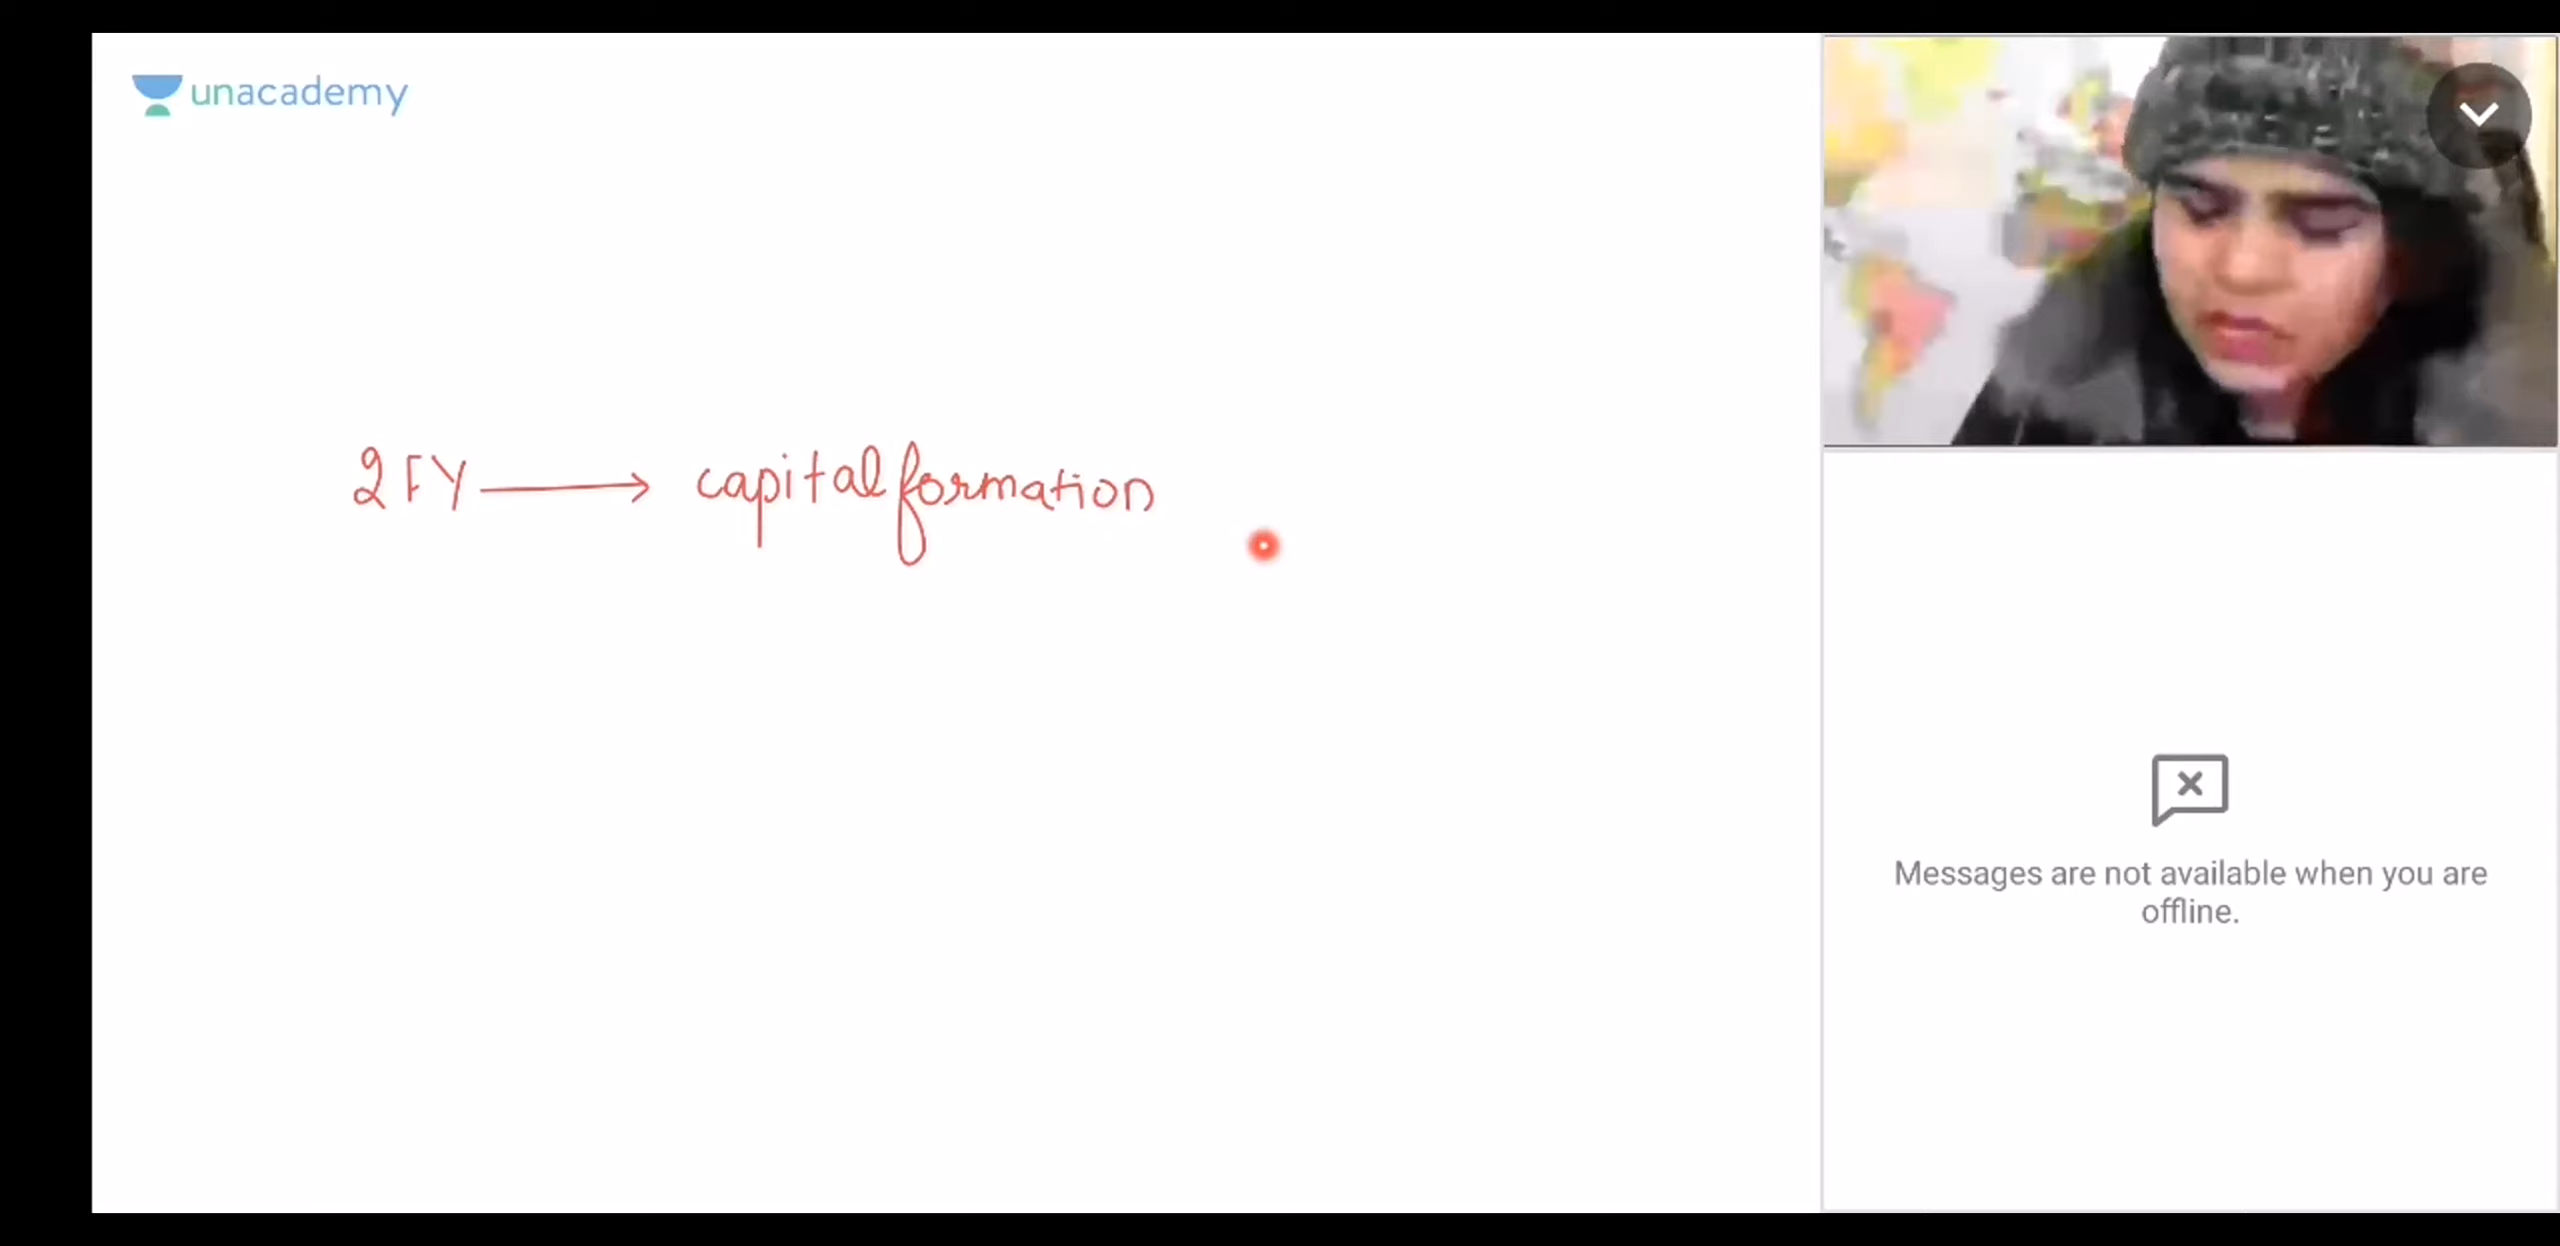 unacademy
2FY → capital formation
Messages are not available when you are
offline.